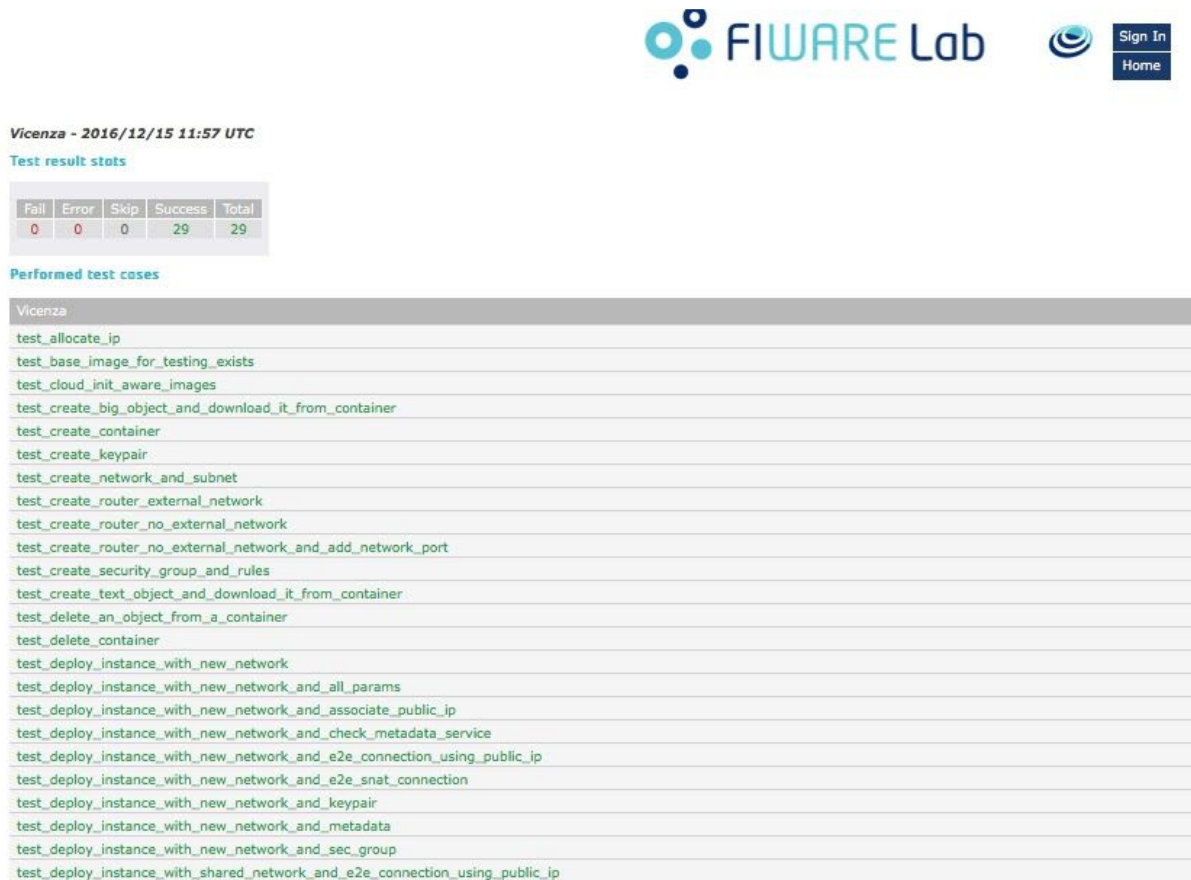 FIWARE Lab
Sign In
Home
Vicenza - 2016/12/15 11:57 UTC
Test result stats
Fail Error Skip Success Total
0 0 0 29 29
Performed test cases
Vicenza
test_allocate_ip
test_base_image_for_testing_exists
test_cloud_init_aware_images
test_create_big_object_and_download_it_from_container
test_create_container
test_create_keypair
test_create_network_and_subnet
test_create_router_external_network
test_create_router_no_external_network
test_create_router_no_external_network_and_add_network_port
test_create_security_group_and_rules
test_create_text_object_and_download_it_from_container
test_delete_an_object_from_a_container
test_delete_container
test_deploy_instance_with_new_network
test_deploy_instance_with_new_network_and_all_params
test_deploy_instance_with_new_network_and_associate_public_ip
test_deploy_instance_with_new_network_and_check_metadata_service
test_deploy_instance_with_new_network_and_e2e_connection_using_public_ip
test_deploy_instance_with_new_network_and_e2e_snat_connection
test_deploy_instance_with_new_network_and_keypair
test_deploy_instance_with_new_network_and_metadata
test_deploy_instance_with_new_network_and_sec_group
test_deploy_instance_with_shared_network_and_e2e_connection_using_public_ip